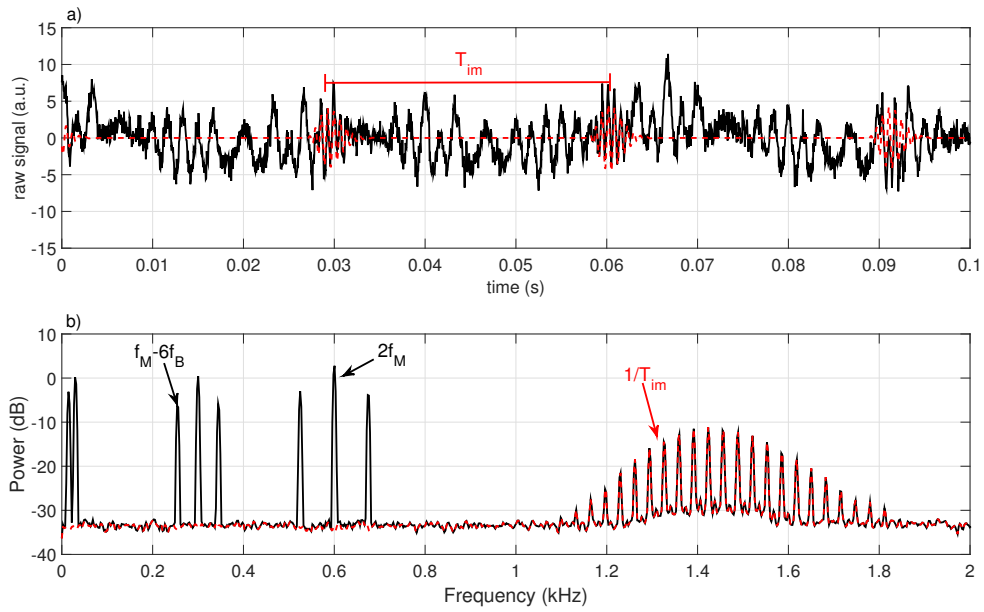 a)
15
10
5
0
-5
-10
-15
raw signal (a.u.)
T_im
0 0.01 0.02 0.03 0.04 0.05 0.06 0.07 0.08 0.09 0.1
time (s)
b)
10
0
-10
-20
-30
-40
Power (dB)
f_M-6f_B
2f_M
1/T_im
0 0.2 0.4 0.6 0.8 1 1.2 1.4 1.6 1.8 2
Frequency (kHz)